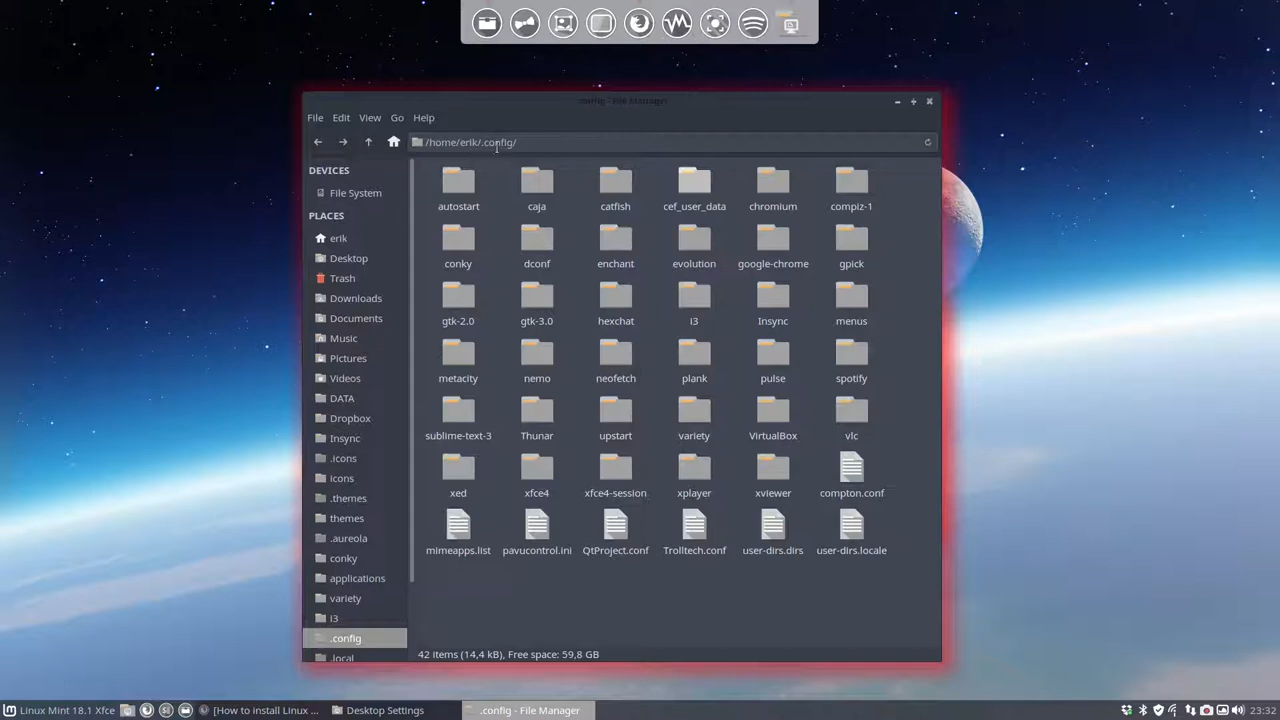 .config - File Manager
File Edit View Go Help
/home/erik/.config/
DEVICES
File System
PLACES
erik
Desktop
Trash
Downloads
Documents
Music
Pictures
Videos
DATA
Dropbox
Insync
.icons
icons
.themes
themes
.aureola
conky
applications
variety
i3
.config
.local
autostart caja catfish cef_user_data chromium compiz-1
conky dconf enchant evolution google-chrome gpick
gtk-2.0 gtk-3.0 hexchat i3 Insync menus
metacity nemo neofetch plank pulse spotify
sublime-text-3 Thunar upstart variety VirtualBox vlc
xed xfce4 xfce4-session xplayer xviewer compton.conf
mimeapps.list pavucontrol.ini QtProject.conf Trolltech.conf user-dirs.dirs user-dirs.locale
42 items (14,4 kB), Free space: 59,8 GB
Linux Mint 18.1 Xfce [How to install Linux ... Desktop Settings .config - File Manager 23:32